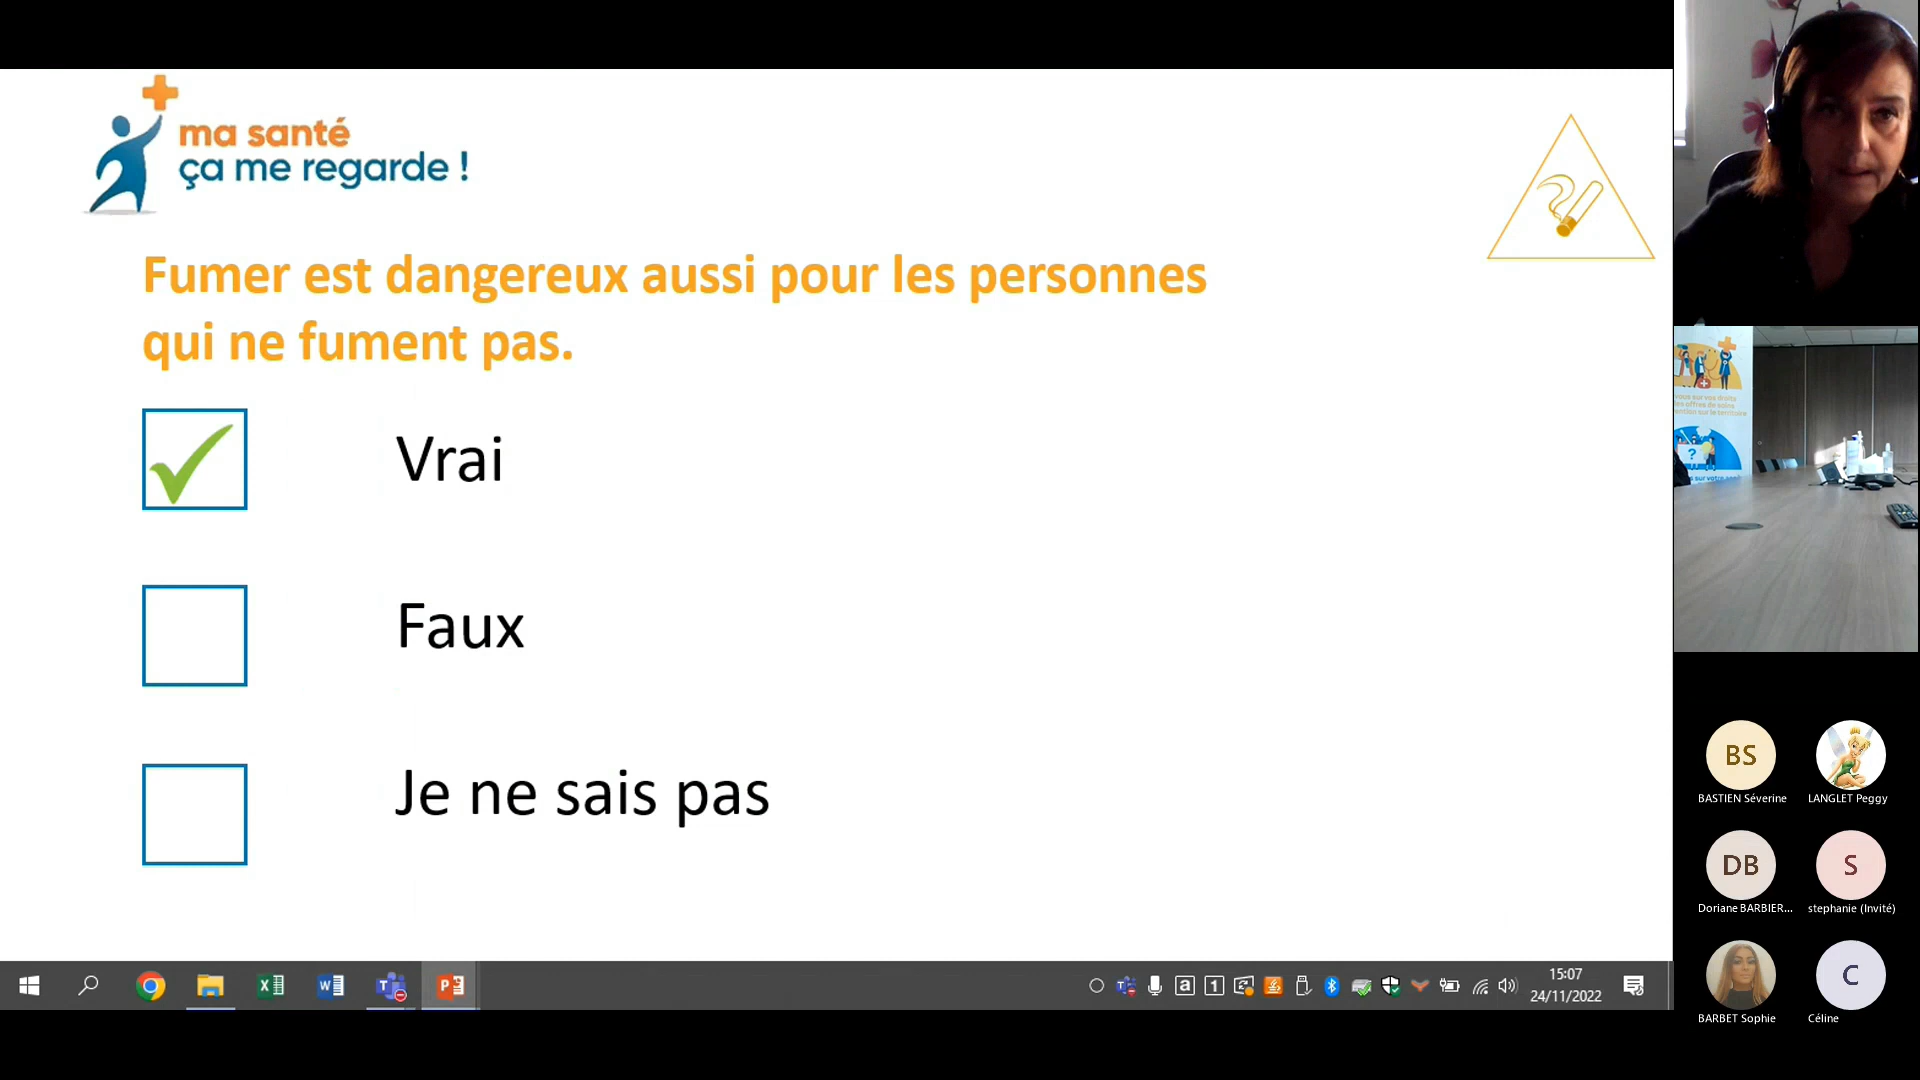 ma santé
ça me regarde !
Fumer est dangereux aussi pour les personnes
qui ne fument pas.
Vrai
Faux
Je ne sais pas
15:07
24/11/2022
BS
BASTIEN Séverine
LANGLET Peggy
DB
Doriane BARBIER...
S
stephanie (Invité)
BARBET Sophie
C
Céline